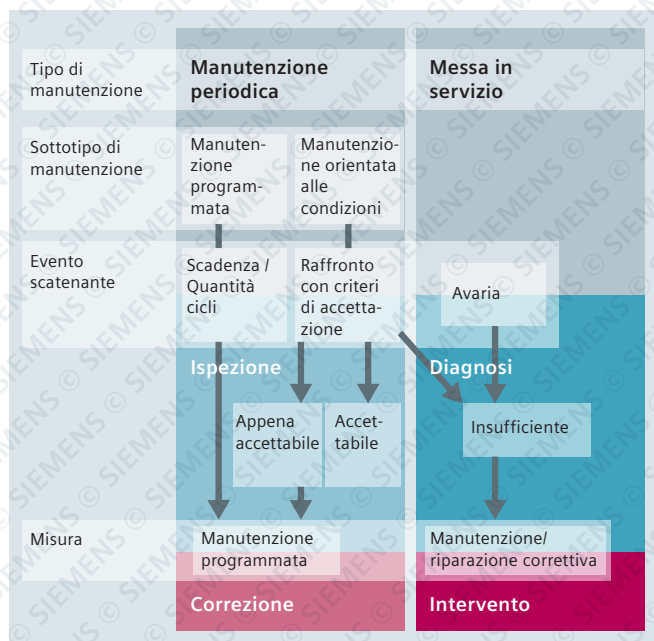 Tipo di
manutenzione
Manutenzione
periodica
Messa in
servizio
Sottotipo di
manutenzione
Manuten-
zione
program-
mata
Manutenzio-
ne orientata
alle
condizioni
Evento
scatenante
Scadenza /
Quantità
cicli
Raffronto
con criteri
di accetta-
zione
Avaria
Ispezione
Diagnosi
Appena
accettabile
Accet-
tabile
Insufficiente
Misura
Manutenzione
programmata
Manutenzione/
riparazione correttiva
Correzione
Intervento
© SIEMENS